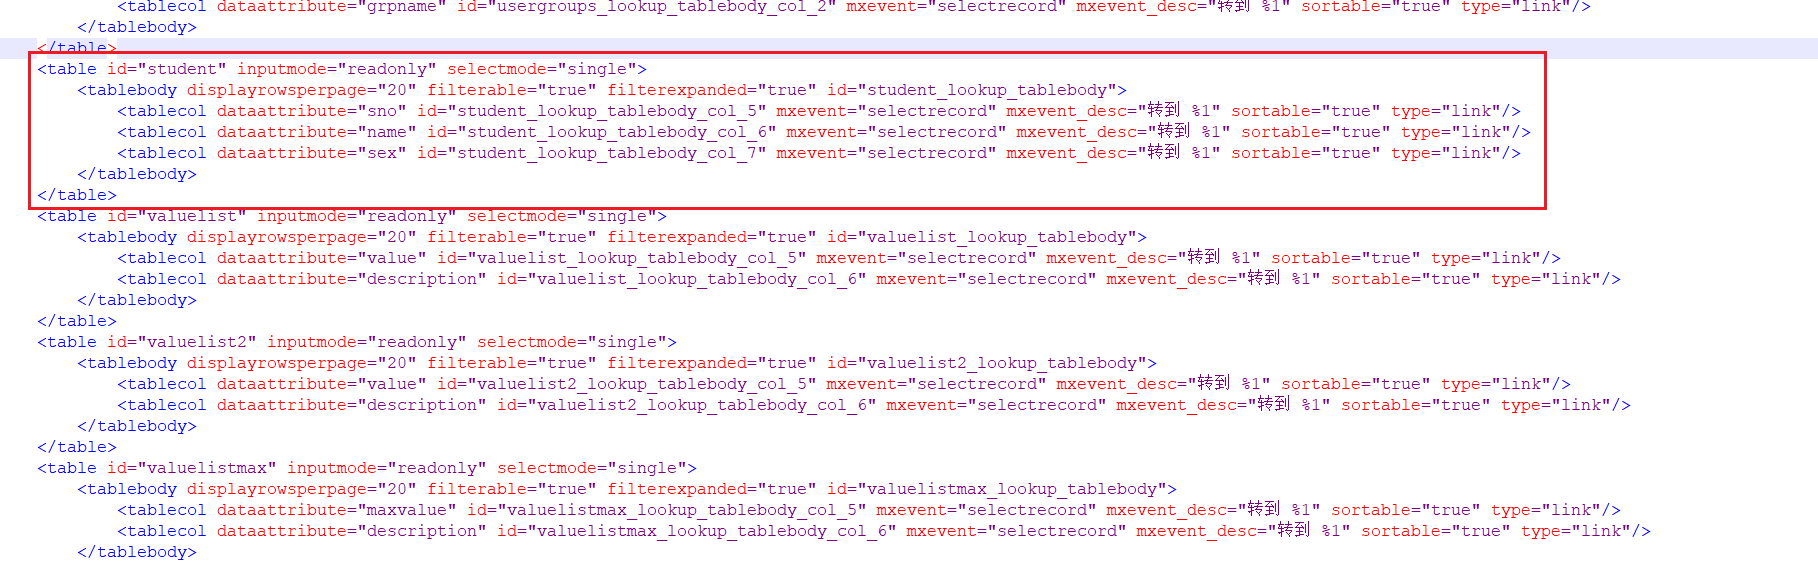 <tablecol dataattribute="grpname" id="usergroups_lookup_tablebody_col_2" mxevent="selectrecord" mxevent_desc="转到 %1" sortable="true" type="link"/>
</tablebody>
</table>
<table id="student" inputmode="readonly" selectmode="single">
<tablebody displayrowsperpage="20" filterable="true" filterexpanded="true" id="student_lookup_tablebody">
<tablecol dataattribute="sno" id="student_lookup_tablebody_col_5" mxevent="selectrecord" mxevent_desc="转到 %1" sortable="true" type="link"/>
<tablecol dataattribute="name" id="student_lookup_tablebody_col_6" mxevent="selectrecord" mxevent_desc="转到 %1" sortable="true" type="link"/>
<tablecol dataattribute="sex" id="student_lookup_tablebody_col_7" mxevent="selectrecord" mxevent_desc="转到 %1" sortable="true" type="link"/>
</tablebody>
</table>
<table id="valuelist" inputmode="readonly" selectmode="single">
<tablebody displayrowsperpage="20" filterable="true" filterexpanded="true" id="valuelist_lookup_tablebody">
<tablecol dataattribute="value" id="valuelist_lookup_tablebody_col_5" mxevent="selectrecord" mxevent_desc="转到 %1" sortable="true" type="link"/>
<tablecol dataattribute="description" id="valuelist_lookup_tablebody_col_6" mxevent="selectrecord" mxevent_desc="转到 %1" sortable="true" type="link"/>
</tablebody>
</table>
<table id="valuelist2" inputmode="readonly" selectmode="single">
<tablebody displayrowsperpage="20" filterable="true" filterexpanded="true" id="valuelist2_lookup_tablebody">
<tablecol dataattribute="value" id="valuelist2_lookup_tablebody_col_5" mxevent="selectrecord" mxevent_desc="转到 %1" sortable="true" type="link"/>
<tablecol dataattribute="description" id="valuelist2_lookup_tablebody_col_6" mxevent="selectrecord" mxevent_desc="转到 %1" sortable="true" type="link"/>
</tablebody>
</table>
<table id="valuelistmax" inputmode="readonly" selectmode="single">
<tablebody displayrowsperpage="20" filterable="true" filterexpanded="true" id="valuelistmax_lookup_tablebody">
<tablecol dataattribute="maxvalue" id="valuelistmax_lookup_tablebody_col_5" mxevent="selectrecord" mxevent_desc="转到 %1" sortable="true" type="link"/>
<tablecol dataattribute="description" id="valuelistmax_lookup_tablebody_col_6" mxevent="selectrecord" mxevent_desc="转到 %1" sortable="true" type="link"/>
</tablebody>